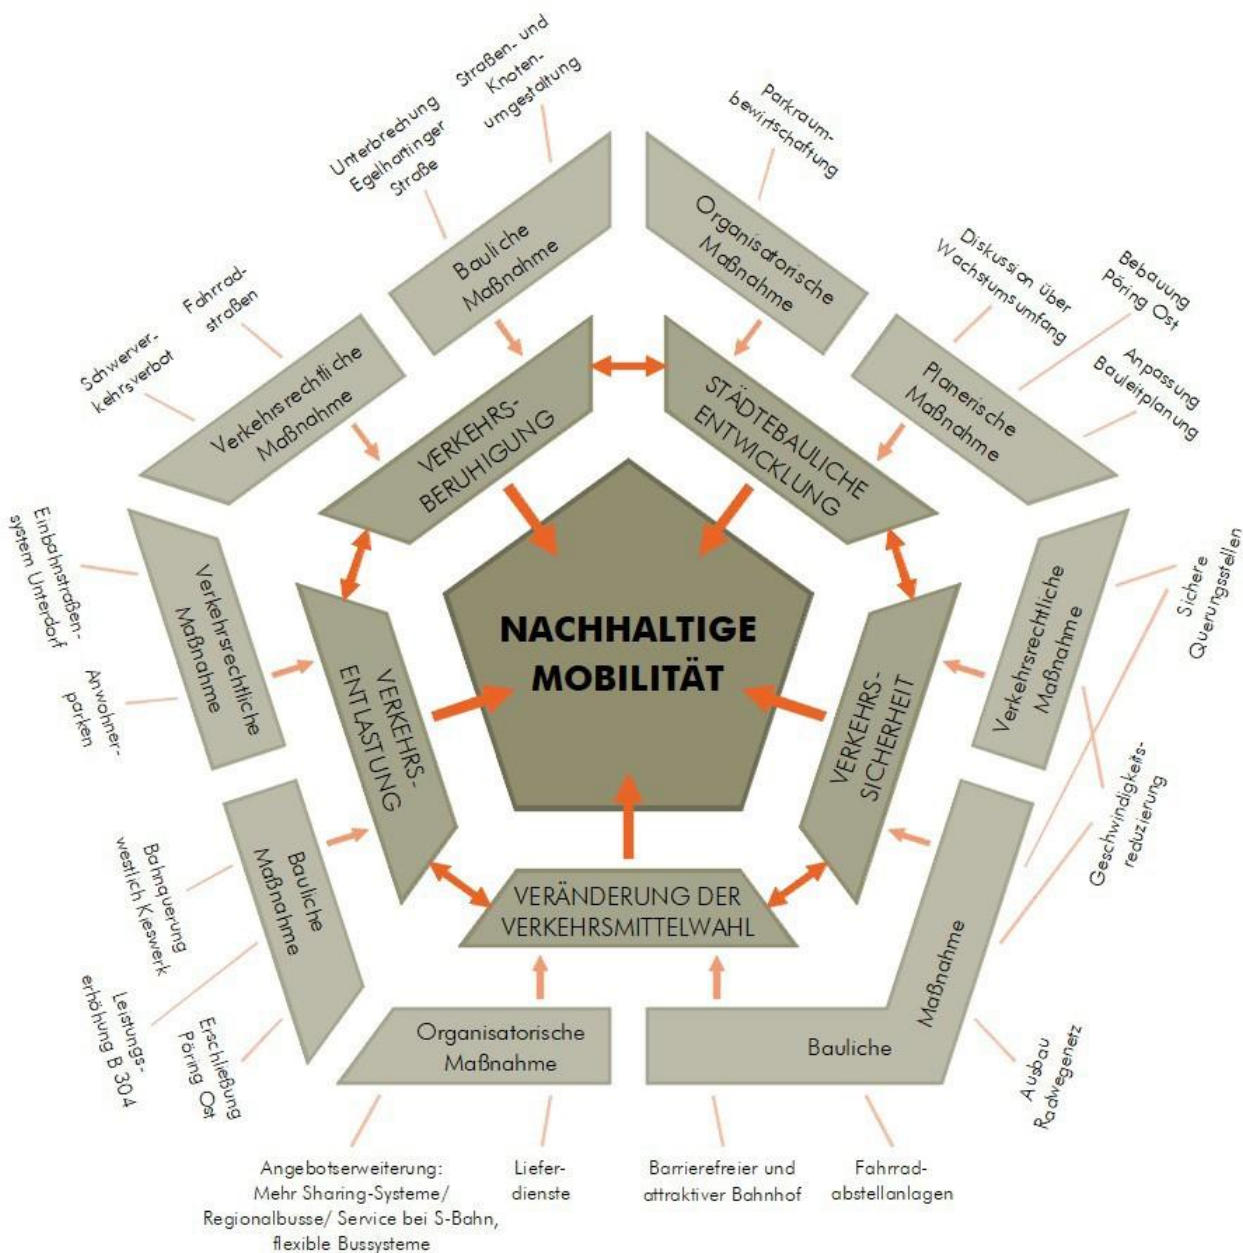 Straßen- und
Knoten-
umgestaltung
Unterbrechung
Egelhartinger
Straße
Parkraum-
bewirtschaftung
Bauliche
Maßnahme
Organisatorische
Maßnahme
Diskussion über
Wachstumsumfang
Bebauung
Pöring Ost
Anpassung
Bauleitplanung
Fahrrad-
straßen
Schwerver-
kehrsverbot
Verkehrsrechtliche
Maßnahme
Planerische
Maßnahme
VERKEHRS-
BERUHIGUNG
STÄDTEBAULICHE
ENTWICKLUNG
Einbahnstraßen-
system Unterdorf
Anwohner-
parken
Verkehrsrechtliche
Maßnahme
VERKEHRS-
ENTLASTUNG
NACHHALTIGE
MOBILITÄT
VERKEHRS-
SICHERHEIT
Verkehrsrechtliche
Maßnahme
Sichere
Querungsstellen
Geschwindigkeits-
reduzierung
Bahnquerung
westlich Kieswerk
Leistungs-
erhöhung B 304
Erschließung
Pöring Ost
Bauliche
Maßnahme
VERÄNDERUNG DER
VERKEHRSMITTELWAHL
Organisatorische
Maßnahme
Bauliche
Maßnahme
Ausbau
Radwegenetz
Angebotserweiterung:
Mehr Sharing-Systeme/
Regionalbusse/ Service bei S-Bahn,
flexible Bussysteme
Liefer-
dienste
Barrierefreier und
attraktiver Bahnhof
Fahrrad-
abstellanlagen